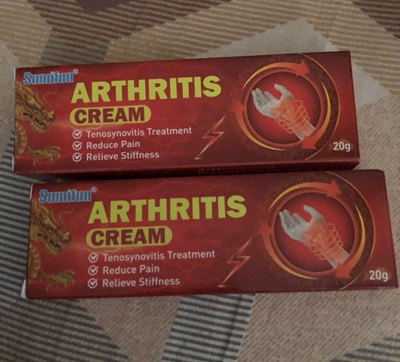 Sumifun®
ARTHRITIS
CREAM
Tenosynovitis Treatment
Reduce Pain
Relieve Stiffness
20g
Sumifun®
ARTHRITIS
CREAM
Tenosynovitis Treatment
Reduce Pain
Relieve Stiffness
20g